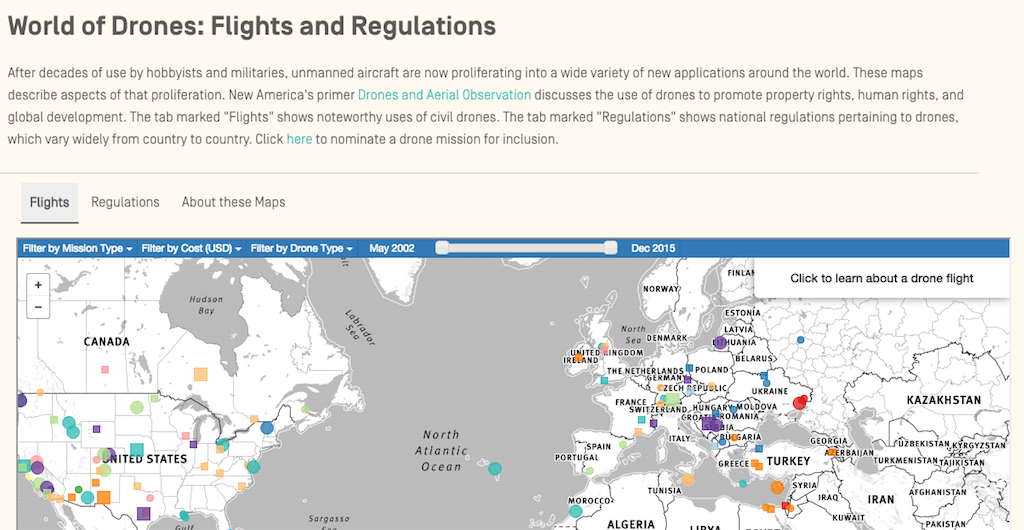 World of Drones: Flights and Regulations
After decades of use by hobbyists and militaries, unmanned aircraft are now proliferating into a wide variety of new applications around the world. These maps
describe aspects of that proliferation. New America's primer Drones and Aerial Observation discusses the use of drones to promote property rights, human rights, and
global development. The tab marked "Flights" shows noteworthy uses of civil drones. The tab marked "Regulations" shows national regulations pertaining to drones,
which vary widely from country to country. Click here to nominate a drone mission for inclusion.
Flights Regulations About these Maps
Filter by Mission Type Filter by Cost (USD) Filter by Drone Type May 2002 Dec 2015
+
−
Click to learn about a drone flight
Hudson
Bay
Labrador
Sea
CANADA
NORWAY
FINLAN
ESTONIA
North
Sea
DENMARK
LATVIA
LITHUANIA
UNITED KINGDOM
IRELAND
BELARUS
THE NETHERLANDS
POLAND
GERMANY
CZECH REPUBLIC
UKRAINE
KAZAKHSTAN
FRANCE
SWITZERLAND
HUNGARY
MOLDOVA
CROATIA
ROMANIA
SERBIA
BULGARIA
ITALY
SPAIN
PORTUGAL
GEORGIA
AZERBAIJAN
UZBEKISTAN
KYRGYZSTAN
TURKMENISTAN
TAJIKISTAN
North
Atlantic
Ocean
UNITED STATES
GREECE
TURKEY
SYRIA
TUNISIA
MOROCCO
IRAQ
IRAN
AFGHANISTAN
KUWAIT
PAKISTAN
ALGERIA
LIBYA
EGYPT
Sargasso
Sea
Gulf